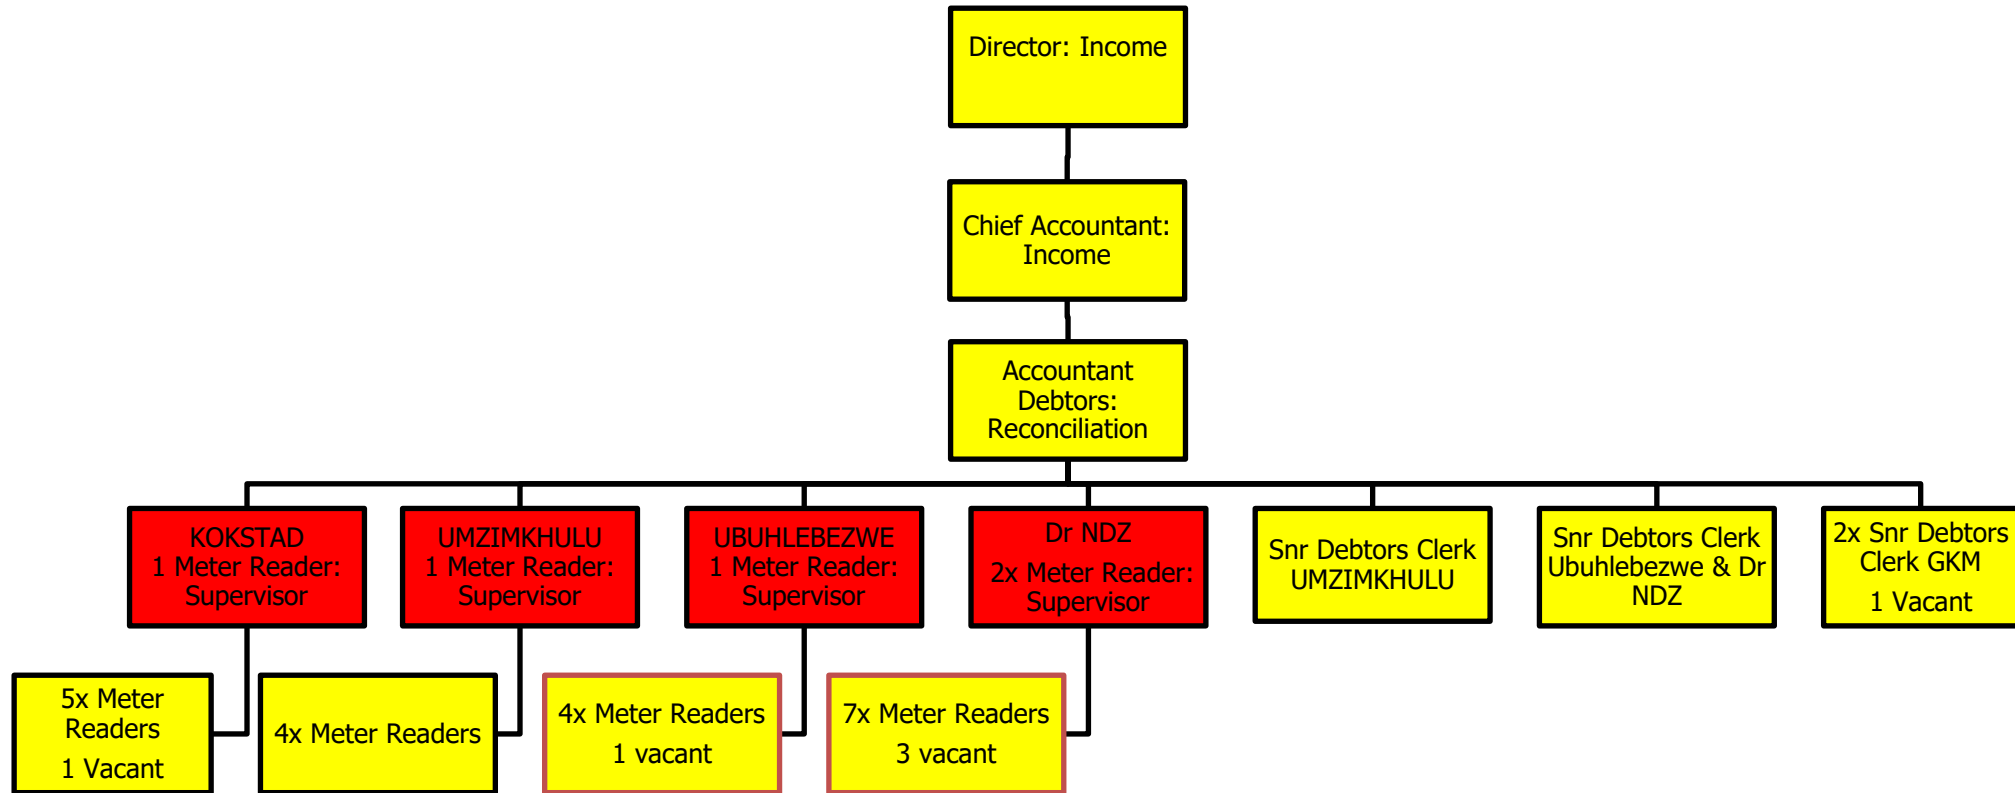 Director: Income
Chief Accountant:
Income
Accountant
Debtors:
Reconciliation
KOKSTAD
1 Meter Reader:
Supervisor
UMZIMKHULU
1 Meter Reader:
Supervisor
UBUHLEBEZWE
1 Meter Reader:
Supervisor
Dr NDZ
2x Meter Reader:
Supervisor
Snr Debtors Clerk
UMZIMKHULU
Snr Debtors Clerk
Ubuhlebezwe & Dr
NDZ
2x Snr Debtors
Clerk GKM
1 Vacant
5x Meter
Readers
1 Vacant
4x Meter Readers
4x Meter Readers
1 vacant
7x Meter Readers
3 vacant